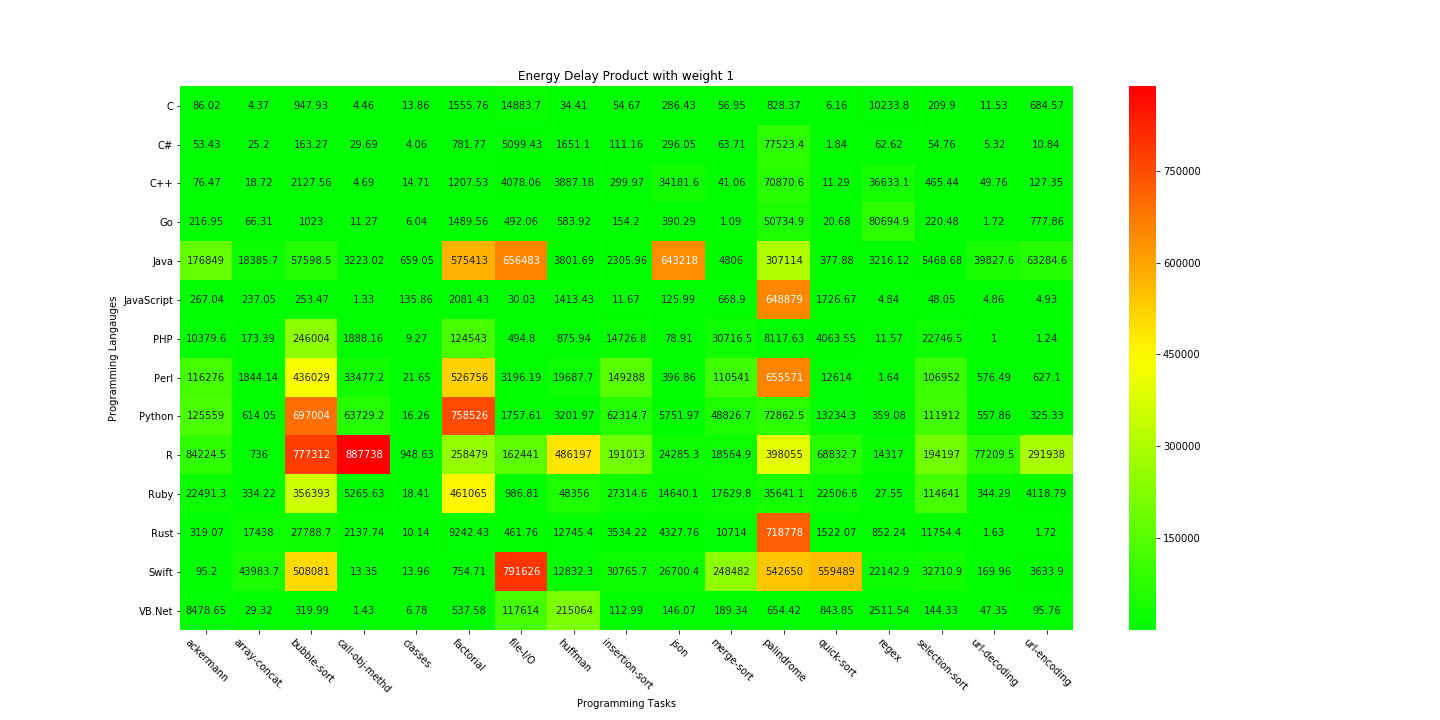 Energy Delay Product with weight 1
Programming Langauges
C 86.02 4.37 947.93 4.46 13.86 1555.76 14883.7 34.41 54.67 286.43 56.95 828.37 6.16 10233.8 209.9 11.53 684.57
C# 53.43 25.2 163.27 29.69 4.06 781.77 5099.43 1651.1 111.16 296.05 63.71 77523.4 1.84 62.62 54.76 5.32 10.84
C++ 76.47 18.72 2127.56 4.69 14.71 1207.53 4078.06 3887.18 299.97 34181.6 41.06 70870.6 11.29 36633.1 465.44 49.76 127.35
Go 216.95 66.31 1023 11.27 6.04 1489.56 492.06 583.92 154.2 390.29 1.09 50734.9 20.68 80694.9 220.48 1.72 777.86
Java 176849 18385.7 57598.5 3223.02 659.05 575413 656483 3801.69 2305.96 643218 4806 307114 377.88 3216.12 5468.68 39827.6 63284.6
JavaScript 267.04 237.05 253.47 1.33 135.86 2081.43 30.03 1413.43 11.67 125.99 668.9 648879 1726.67 4.84 48.05 4.86 4.93
PHP 10379.6 173.39 246004 1888.16 9.27 124543 494.8 875.94 14726.8 78.91 30716.5 8117.63 4063.55 11.57 22746.5 1 1.24
Perl 116276 1844.14 436029 33477.2 21.65 526756 3196.19 19687.7 149288 396.86 110541 655571 12614 1.64 106952 576.49 627.1
Python 125559 614.05 697004 63729.2 16.26 758526 1757.61 3201.97 62314.7 5751.97 48826.7 72862.5 13234.3 359.08 111912 557.86 325.33
R 84224.5 736 777312 887738 948.63 258479 162441 486197 191013 24285.3 18564.9 398055 68832.7 14317 194197 77209.5 291938
Ruby 22491.3 334.22 356393 5265.63 18.41 461065 986.81 48356 27314.6 14640.1 17629.8 35641.1 22506.6 27.55 114641 344.29 4118.79
Rust 319.07 17438 27788.7 2137.74 10.14 9242.43 461.76 12745.4 3534.22 4327.76 10714 718778 1522.07 852.24 11754.4 1.63 1.72
Swift 95.2 43983.7 508081 13.35 13.96 754.71 791626 12832.3 30765.7 26700.4 248482 542650 559489 22142.9 32710.9 169.96 3633.9
VB.Net 8478.65 29.32 319.99 1.43 6.78 537.58 117614 215064 112.99 146.07 189.34 654.42 843.85 2511.54 144.33 47.35 95.76
ackermann array-concat. bubble-sort call-obj-methd classes factorial file-I/O huffman insertion-sort json merge-sort palindrome quick-sort regex selection-sort url-decoding url-encoding
Programming Tasks
750000
600000
450000
300000
150000